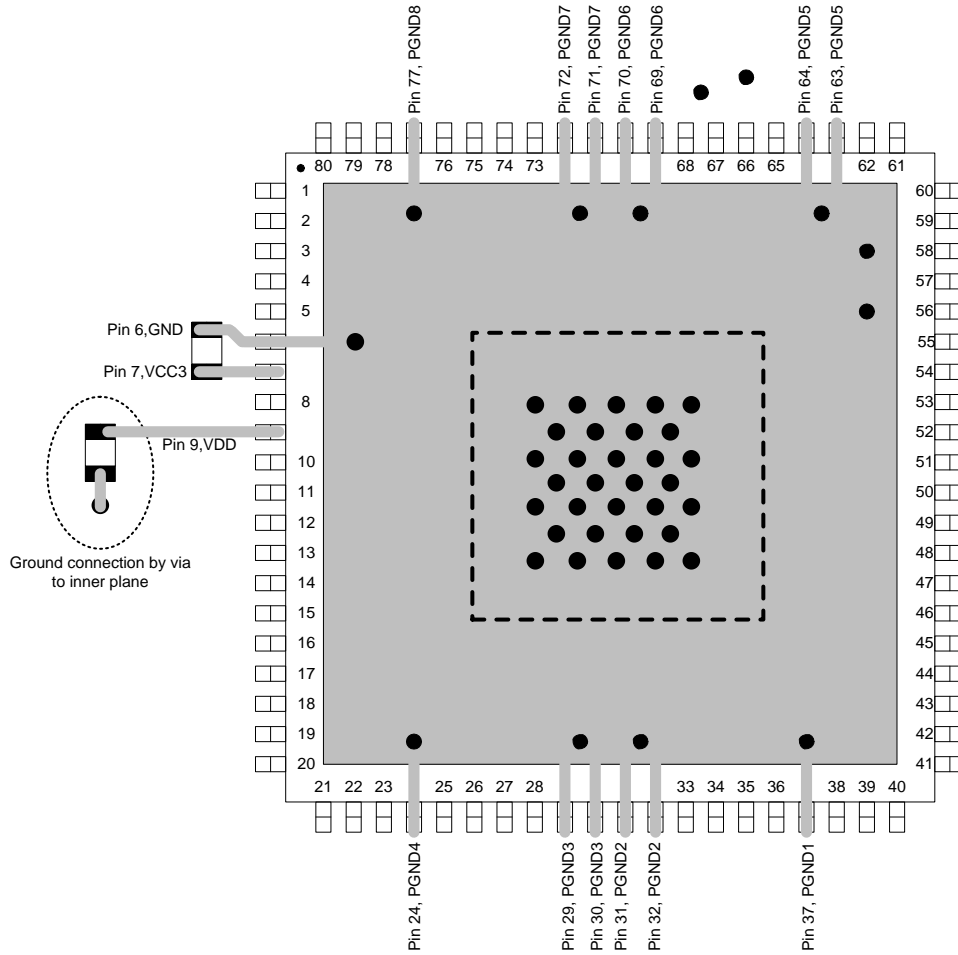 Pin 77, PGND8
Pin 72, PGND7
Pin 71, PGND7
Pin 70, PGND6
Pin 69, PGND6
Pin 64, PGND5
Pin 63, PGND5
80 79 78 76 75 74 73 68 67 66 65 62 61
1 60
2 59
3 58
4 57
5 56
Pin 6,GND 55
Pin 7,VCC3 54
8 53
Pin 9,VDD 52
10 51
11 50
12 49
13 48
Ground connection by via
to inner plane
14 47
15 46
16 45
17 44
18 43
19 42
20 41
21 22 23 25 26 27 28 33 34 35 36 38 39 40
Pin 24, PGND4
Pin 29, PGND3
Pin 30, PGND3
Pin 31, PGND2
Pin 32, PGND2
Pin 37, PGND1